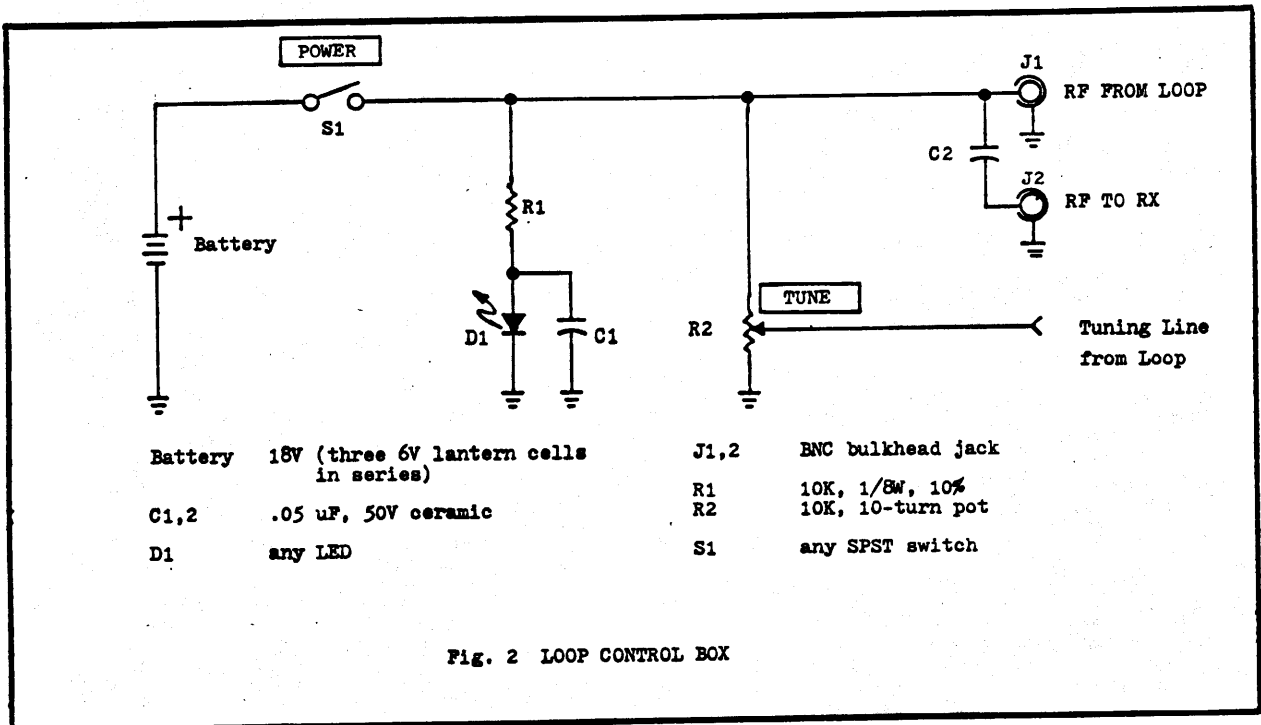 POWER
S1
J1
RF FROM LOOP
C2
J2
RF TO RX
R1
+
Battery
TUNE
D1
C1
R2
Tuning Line
from Loop
Battery 18V (three 6V lantern cells
in series)
C1,2 .05 uF, 50V ceramic
D1 any LED
J1,2 BNC bulkhead jack
R1 10K, 1/8W, 10%
R2 10K, 10-turn pot
S1 any SPST switch
Fig. 2 LOOP CONTROL BOX